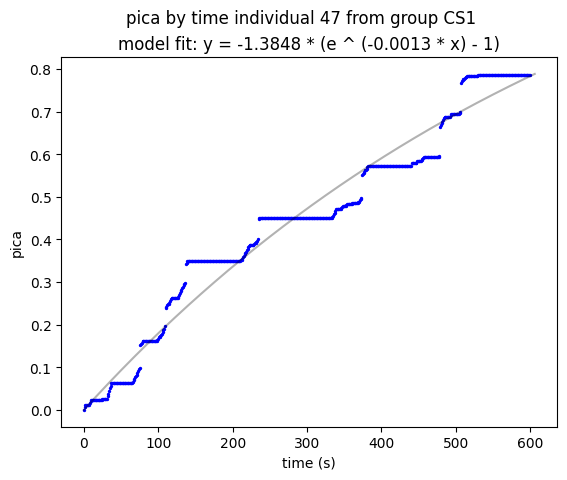 pica by time individual 47 from group CS1
model fit: y = -1.3848 * (e ^ (-0.0013 * x) - 1)
0.8
0.7
0.6
0.5
0.4
0.3
0.2
0.1
0.0
pica
0 100 200 300 400 500 600
time (s)